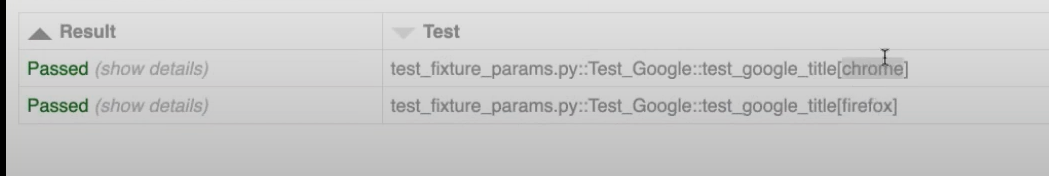 Result Test
Passed (show details) test_fixture_params.py::Test_Google::test_google_title[chrome]
Passed (show details) test_fixture_params.py::Test_Google::test_google_title[firefox]